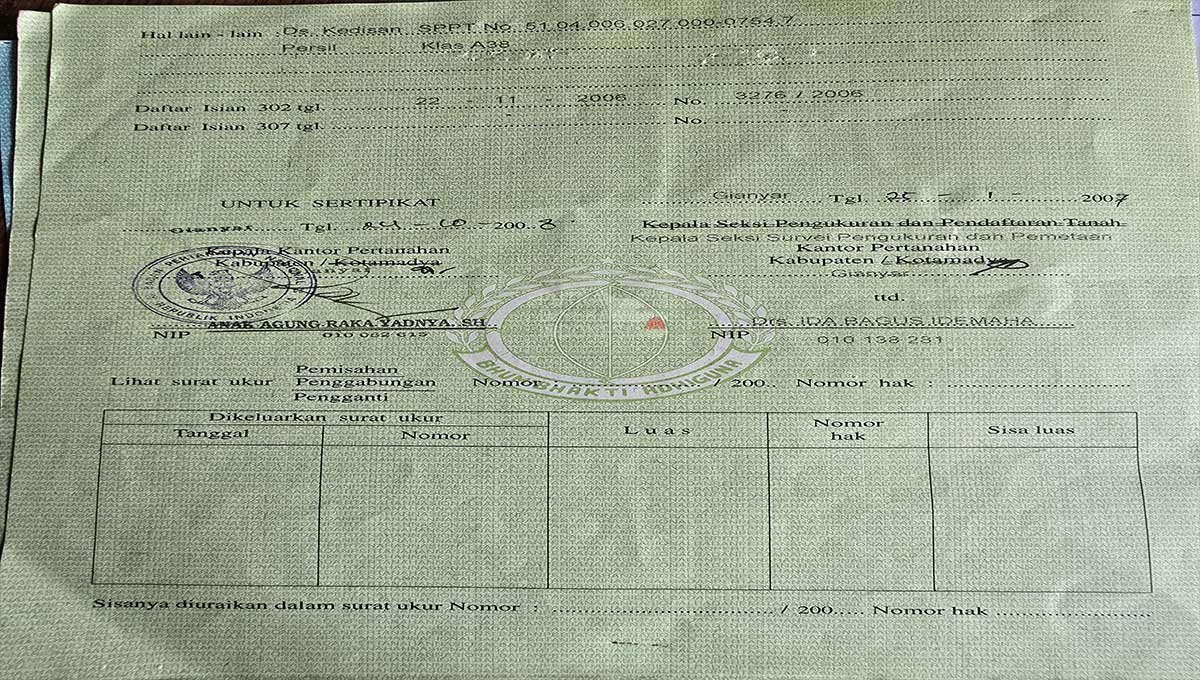 Hal lain - lain : Ds. Kedisan SPPT No. 51.04.006.027.000-0754.7
Persil Klas A38
Daftar Isian 302 tgl. 22 - 11 - 2006 No. 3276 / 2006
Daftar Isian 307 tgl. No.
Gianyar Tgl. 25 - 1 - 2007
UNTUK SERTIPIKAT
Gianyar Tgl. - 10 - 200.8
Kepala Seksi Pengukuran dan Pendaftaran Tanah
Kepala Seksi Survei Pengukuran dan Pemetaan
Kepala Kantor Pertanahan
Kantor Pertanahan
Kabupaten / Kotamadya
Kabupaten / Kotamadya
Gianyar
Gianyar
REPUBLIK INDONESIA
ttd.
ANAK AGUNG RAKA YADNYA, SH.
Drs. IDA BAGUS IDEMAHA
NIP
NIP 010 138 231
BHUMI BHAKTI ADHIGUNA
Pemisahan
Lihat surat ukur Penggabungan Nomor : / 200.. Nomor hak :
Pengganti
Dikeluarkan surat ukur
Tanggal Nomor Luas Nomor hak Sisa luas
Sisanya diuraikan dalam surat ukur Nomor : / 200..... Nomor hak